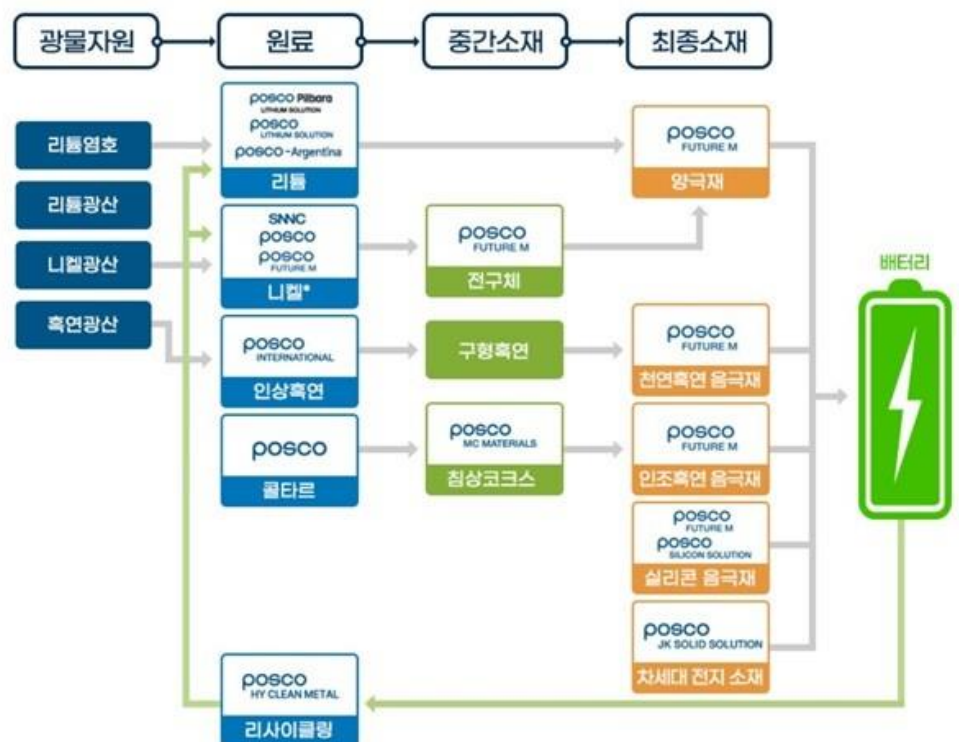 광물자원
원료
중간소재
최종소재
리튬염호
리튬광산
니켈광산
흑연광산
posco Pilbara
LITHIUM SOLUTION
posco
LITHIUM SOLUTION
posco-Argentina
리튬
SNNC
posco
posco
FUTURE M
니켈*
posco
INTERNATIONAL
인상흑연
posco
콜타르
posco
HY CLEAN METAL
리사이클링
posco
FUTURE M
전구체
구형흑연
posco
MC MATERIALS
침상코크스
posco
FUTURE M
양극재
posco
FUTURE M
천연흑연 음극재
posco
FUTURE M
인조흑연 음극재
posco
FUTURE M
posco
SILICON SOLUTION
실리콘 음극재
posco
JK SOLID SOLUTION
차세대 전지 소재
배터리